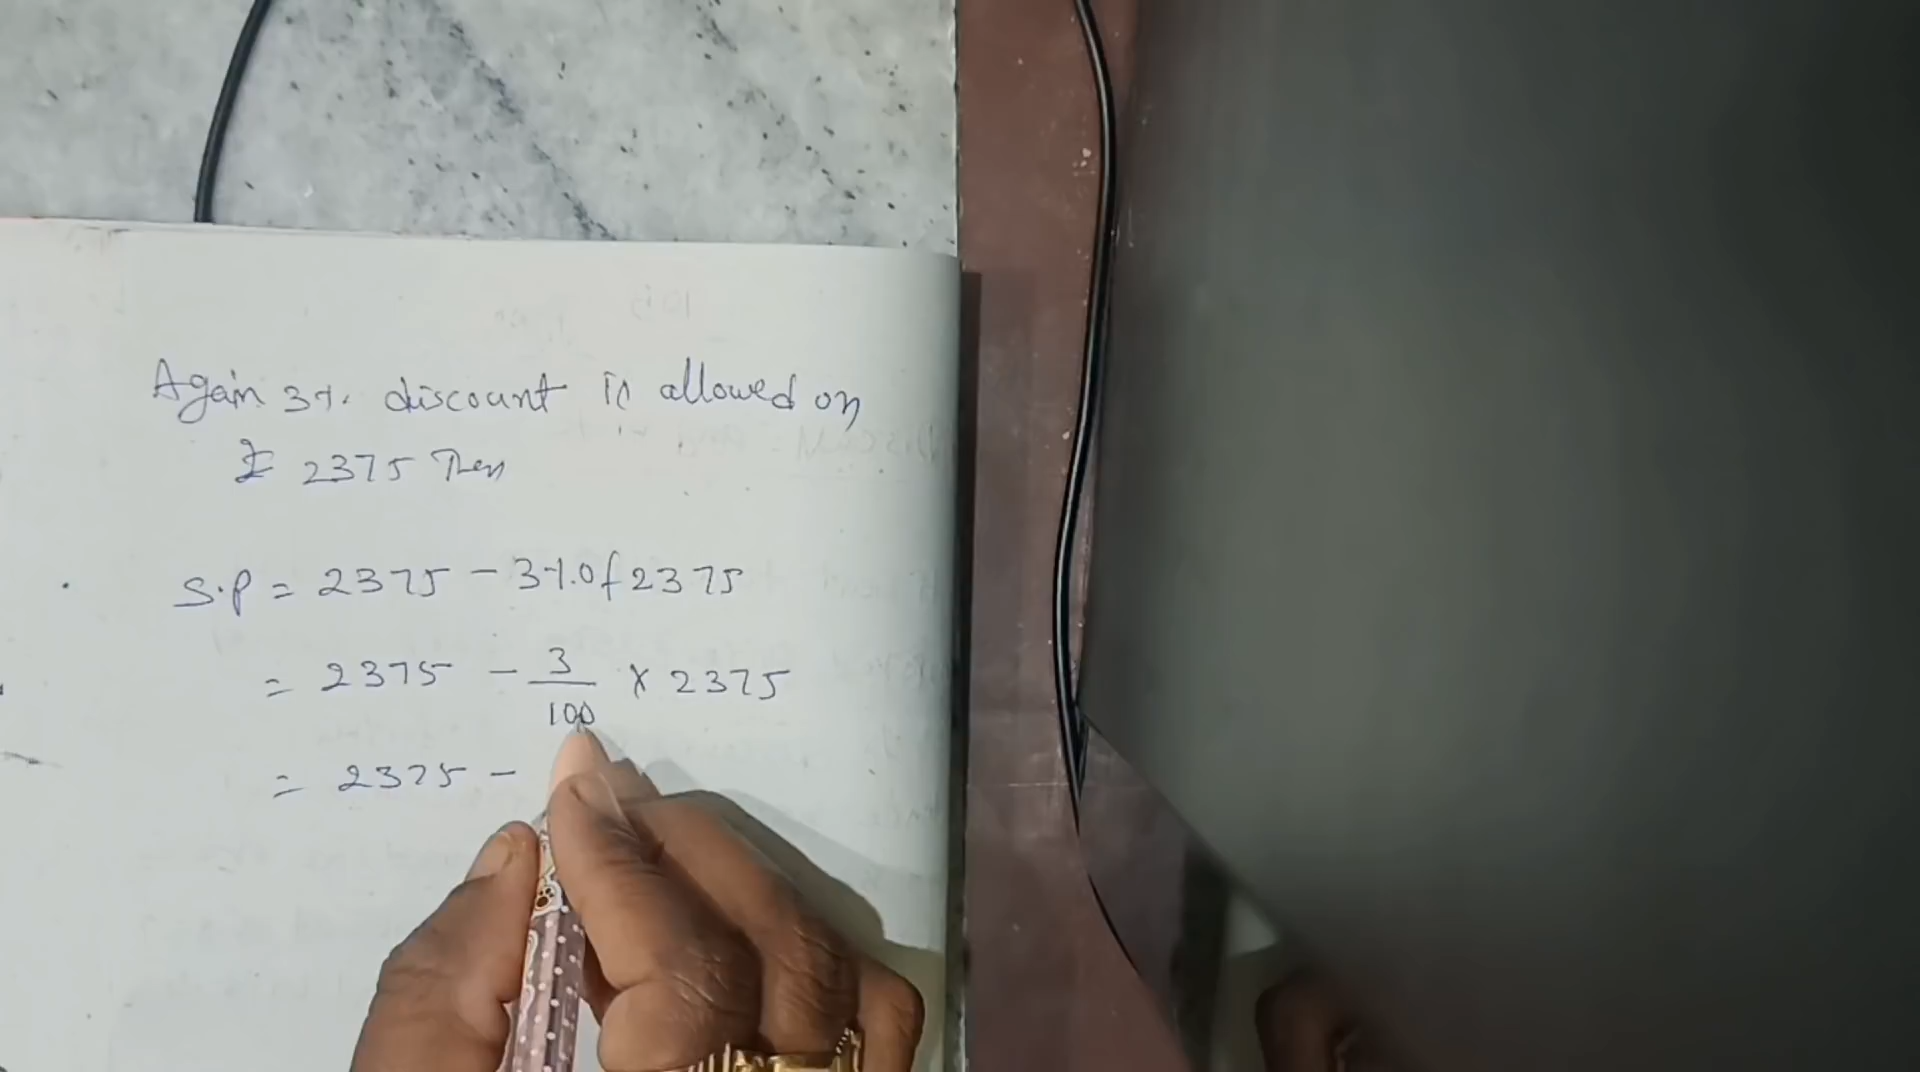 Again 3% discount is allowed on
₹ 2375 Then
S.P = 2375 - 3% of 2375
= 2375 - 3/100 × 2375
= 2375 -